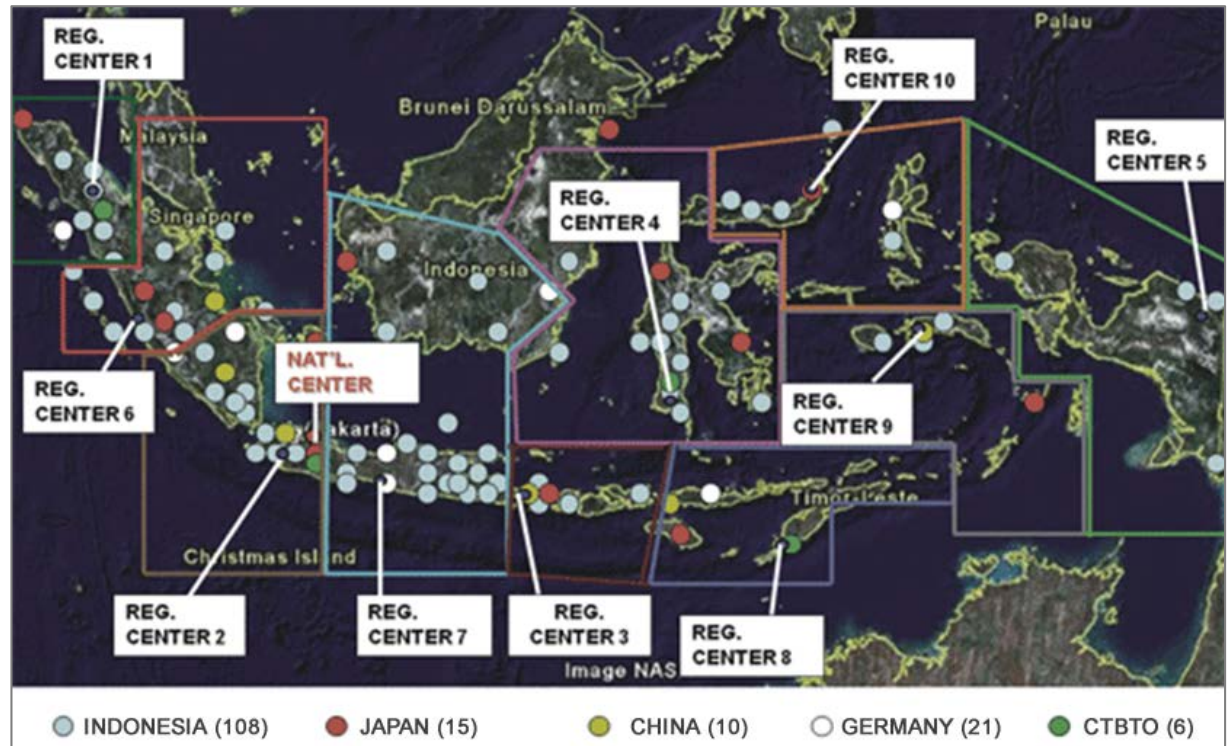 Palau
REG.
CENTER 1
REG.
CENTER 10
Brunei Darussalam
Malaysia
REG.
CENTER 5
Singapore
REG.
CENTER 4
Indonesia
NAT'L.
CENTER
REG.
CENTER 6
REG.
CENTER 9
(Jakarta)
Timor-Leste
Christmas Island
REG.
CENTER 2
REG.
CENTER 7
REG.
CENTER 3
REG.
CENTER 8
Image NAS
INDONESIA (108)
JAPAN (15)
CHINA (10)
GERMANY (21)
CTBTO (6)